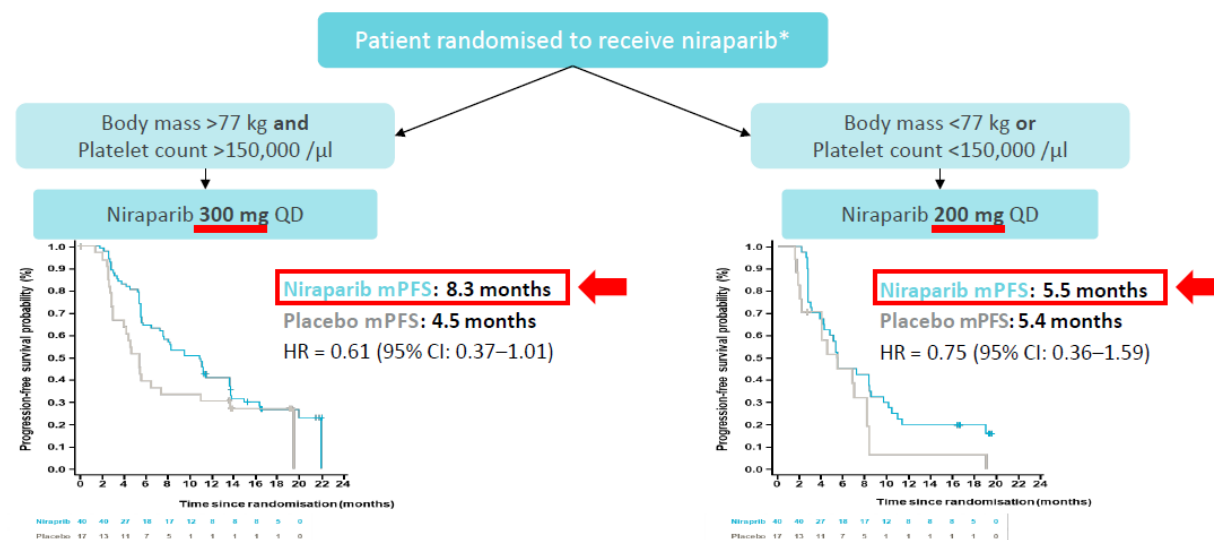 Patient randomised to receive niraparib*
Body mass >77 kg and
Platelet count >150,000 /µl
Niraparib 300 mg QD
Progression-free survival probability (%)
1.0
0.9
0.8
0.7
0.6
0.5
0.4
0.3
0.2
0.1
0.0
Niraparib mPFS: 8.3 months
Placebo mPFS: 4.5 months
HR = 0.61 (95% CI: 0.37–1.01)
0 2 4 6 8 10 12 14 16 18 20 22 24
Time since randomisation (months)
Niraprib 40 40 27 18 17 12 8 8 8 5 0
Placebo 17 13 11 7 5 1 1 1 1 1 0
Body mass <77 kg or
Platelet count <150,000 /µl
Niraparib 200 mg QD
Progression-free survival probability (%)
1.0
0.9
0.8
0.7
0.6
0.5
0.4
0.3
0.2
0.1
0.0
Niraparib mPFS: 5.5 months
Placebo mPFS: 5.4 months
HR = 0.75 (95% CI: 0.36–1.59)
0 2 4 6 8 10 12 14 16 18 20 22 24
Time since randomisation (months)
Niraprib 40 40 27 18 17 12 8 8 8 5 0
Placebo 17 13 11 7 5 1 1 1 1 1 0